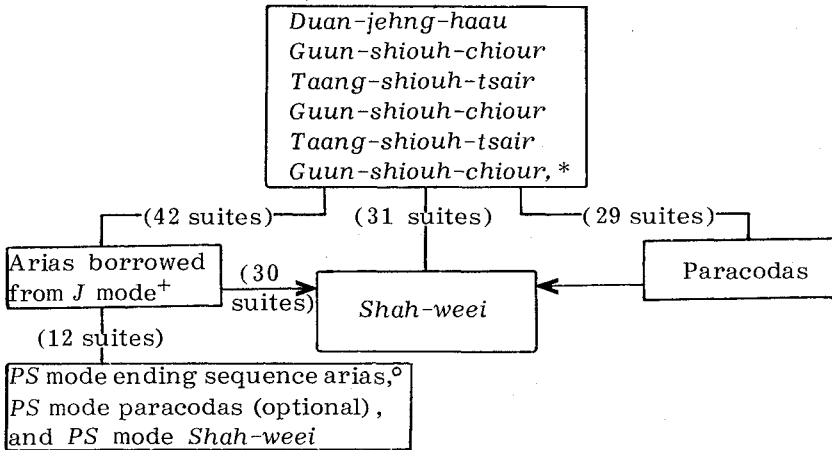 Duan-jehng-haau
Guun-shiouh-chiour
Taang-shiouh-tsair
Guun-shiouh-chiour
Taang-shiouh-tsair
Guun-shiouh-chiour, *
(42 suites)
(31 suites)
(29 suites)
Arias borrowed
from J mode+
(30
suites)
Shah-weei
Paracodas
(12 suites)
PS mode ending sequence arias,°
PS mode paracodas (optional),
and PS mode Shah-weei